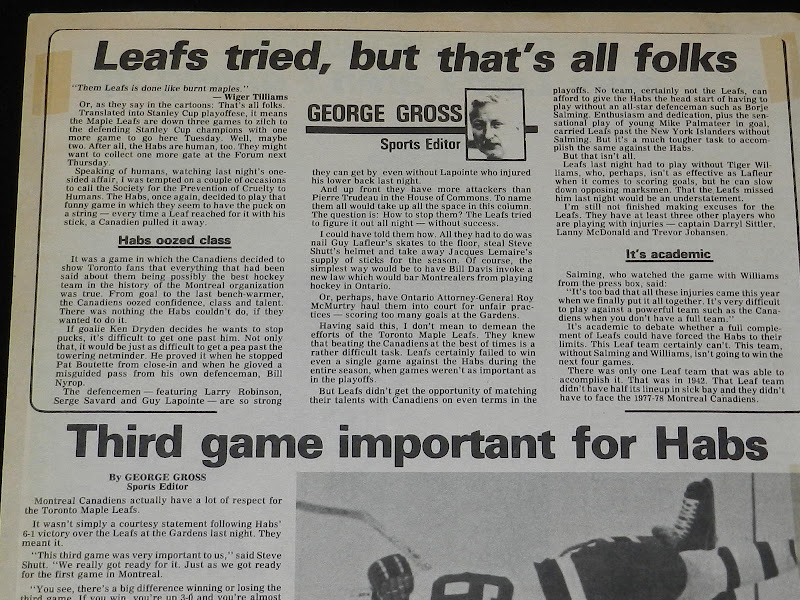 Leafs tried, but that's all folks
"Them Leafs is done like burnt maples."
— Wiger Tilliams
Or, as they say in the cartoons: That's all folks.
Translated into Stanley Cup playoffese, it means
the Maple Leafs are down three games to zilch to
the defending Stanley Cup champions with one
more game to go here Tuesday. Well, maybe
two. After all, the Habs are human, too. They might
want to collect one more gate at the Forum next
Thursday.
Speaking of humans, watching last night's one-
sided affair, I was tempted on a couple of occasions
to call the Society for the Prevention of Cruelty to
Humans. The Habs, once again, decided to play that
funny game in which they seem to have the puck on
a string — every time a Leaf reached for it with his
stick, a Canadien pulled it away.
Habs oozed class
It was a game in which the Canadiens decided to
show Toronto fans that everything that had been
said about them being possibly the best hockey
team in the history of the Montreal organization
was true. From goal to the last bench-warmer,
the Canadiens oozed confidence, class and talent.
There was nothing the Habs couldn't do, if they
wanted to do it.
If goalie Ken Dryden decides he wants to stop
pucks, it's difficult to get one past him. Not only
that, it would be just as difficult to get a pea past the
towering netminder. He proved it when he stopped
Pat Boutette from close-in and when he gloved a
misguided pass from his own defenceman, Bill
Nyrop.
The defencemen — featuring Larry Robinson,
Serge Savard and Guy Lapointe — are so strong
GEORGE GROSS
Sports Editor
they can get by even without Lapointe who injured
his lower back last night.
And up front they have more attackers than
Pierre Trudeau in the House of Commons. To name
them all would take up all the space in this column.
The question is: How to stop them? The Leafs tried
to figure it out all night — without success.
I could have told them how. All they had to do was
nail Guy Lafleur's skates to the floor, steal Steve
Shutt's helmet and take away Jacques Lemaire's
supply of sticks for the season. Of course, the
simplest way would be to have Bill Davis invoke a
new law which would bar Montrealers from playing
hockey in Ontario.
Or, perhaps, have Ontario Attorney-General Roy
McMurtry haul them into court for unfair prac-
tices — scoring too many goals at the Gardens.
Having said this, I don't mean to demean the
efforts of the Toronto Maple Leafs. They knew
that beating the Canadiens at the best of times is a
rather difficult task. Leafs certainly failed to win
even a single game against the Habs during the
entire season, when games weren't as important as
in the playoffs.
But Leafs didn't get the opportunity of matching
their talents with Canadiens on even terms in the
playoffs. No team, certainly not the Leafs, can
afford to give the Habs the head start of having to
play without an all-star defenceman such as Borje
Salming. Enthusiasm and dedication, plus the sen-
sational play of young Mike Palmateer in goal,
carried Leafs past the New York Islanders without
Salming. But it's a much tougher task to accom-
plish the same against the Habs.
But that isn't all.
Leafs last night had to play without Tiger Wil-
liams, who, perhaps, isn't as effective as Lafleur
when it comes to scoring goals, but he can slow
down opposing marksmen. That the Leafs missed
him last night would be an understatement.
I'm still not finished making excuses for the
Leafs. They have at least three other players who
are playing with injuries — captain Darryl Sittler,
Lanny McDonald and Trevor Johansen.
It's academic
Salming, who watched the game with Williams
from the press box, said:
"It's too bad that all these injuries came this year
when we finally put it all together. It's very difficult
to play against a powerful team such as the Cana-
diens when you don't have a full team."
It's academic to debate whether a full comple-
ment of Leafs could have forced the Habs to their
limits. This Leaf team certainly can't. This team,
without Salming and Williams, isn't going to win the
next four games.
There was only one Leaf team that was able to
accomplish it. That was in 1942. That Leaf team
didn't have half its lineup in sick bay and they didn't
have to face the 1977-78 Montreal Canadiens.
Third game important for Habs
By GEORGE GROSS
Sports Editor
Montreal Canadiens actually have a lot of respect for
the Toronto Maple Leafs.
It wasn't simply a courtesy statement following Habs'
6-1 victory over the Leafs at the Gardens last night. They
meant it.
"This third game was very important to us," said Steve
Shutt. "We really got ready for it. Just as we got ready
for the first game in Montreal.
"You see, there's a big difference winning or losing the
third game. If you win, you're up 3-0 and you're almost